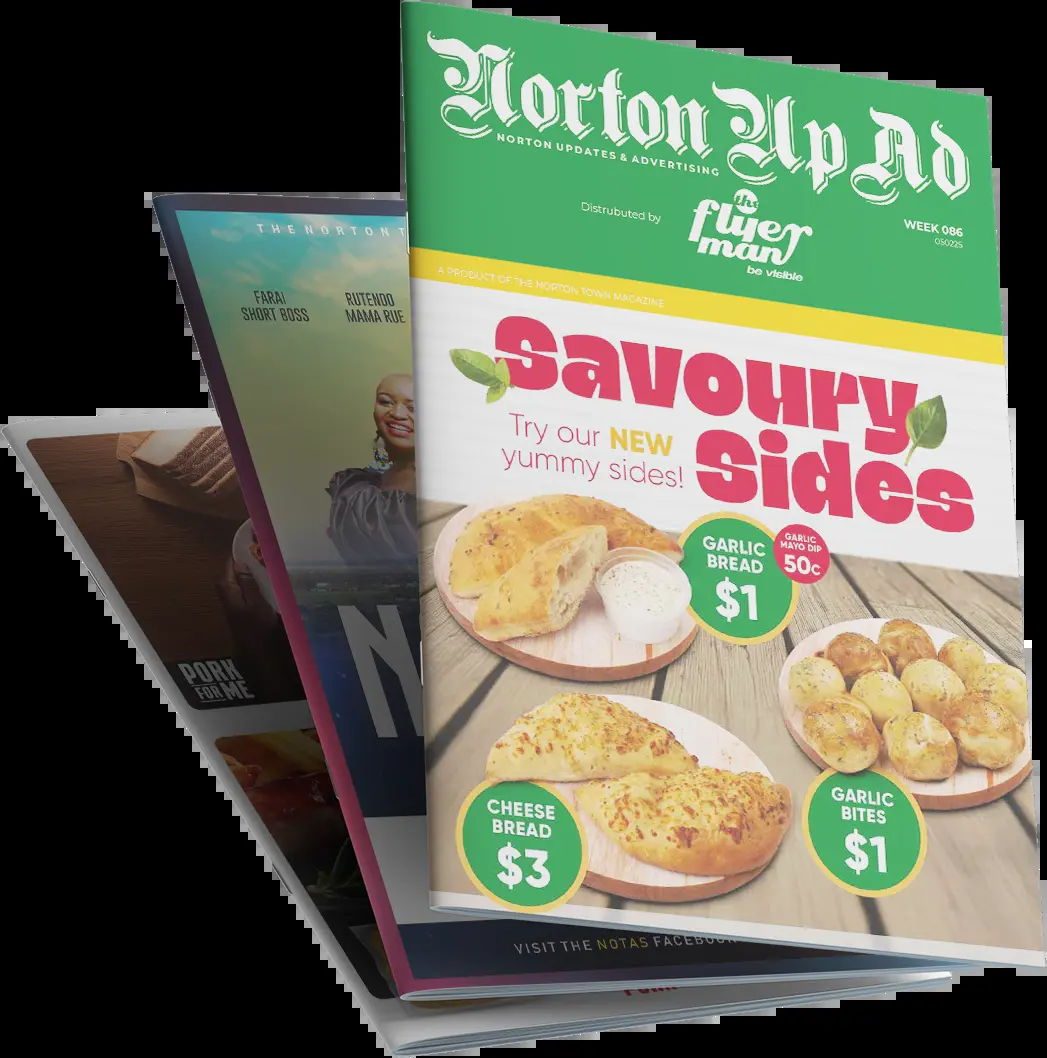 Norton Up Ad
NORTON UPDATES & ADVERTISING
Distrubuted by
the
flyer
man
be visible
WEEK 086
050225
A PRODUCT OF THE NORTON TOWN MAGAZINE
Savoury
Sides
Try our NEW
yummy sides!
GARLIC
BREAD
$1
GARLIC
MAYO DIP
50c
CHEESE
BREAD
$3
GARLIC
BITES
$1
THE NORTON T
FARAI
SHORT BOSS
RUTENDO
MAMA RUE
N
VISIT THE NOTAS FACEBOOK
PORK
FOR ME